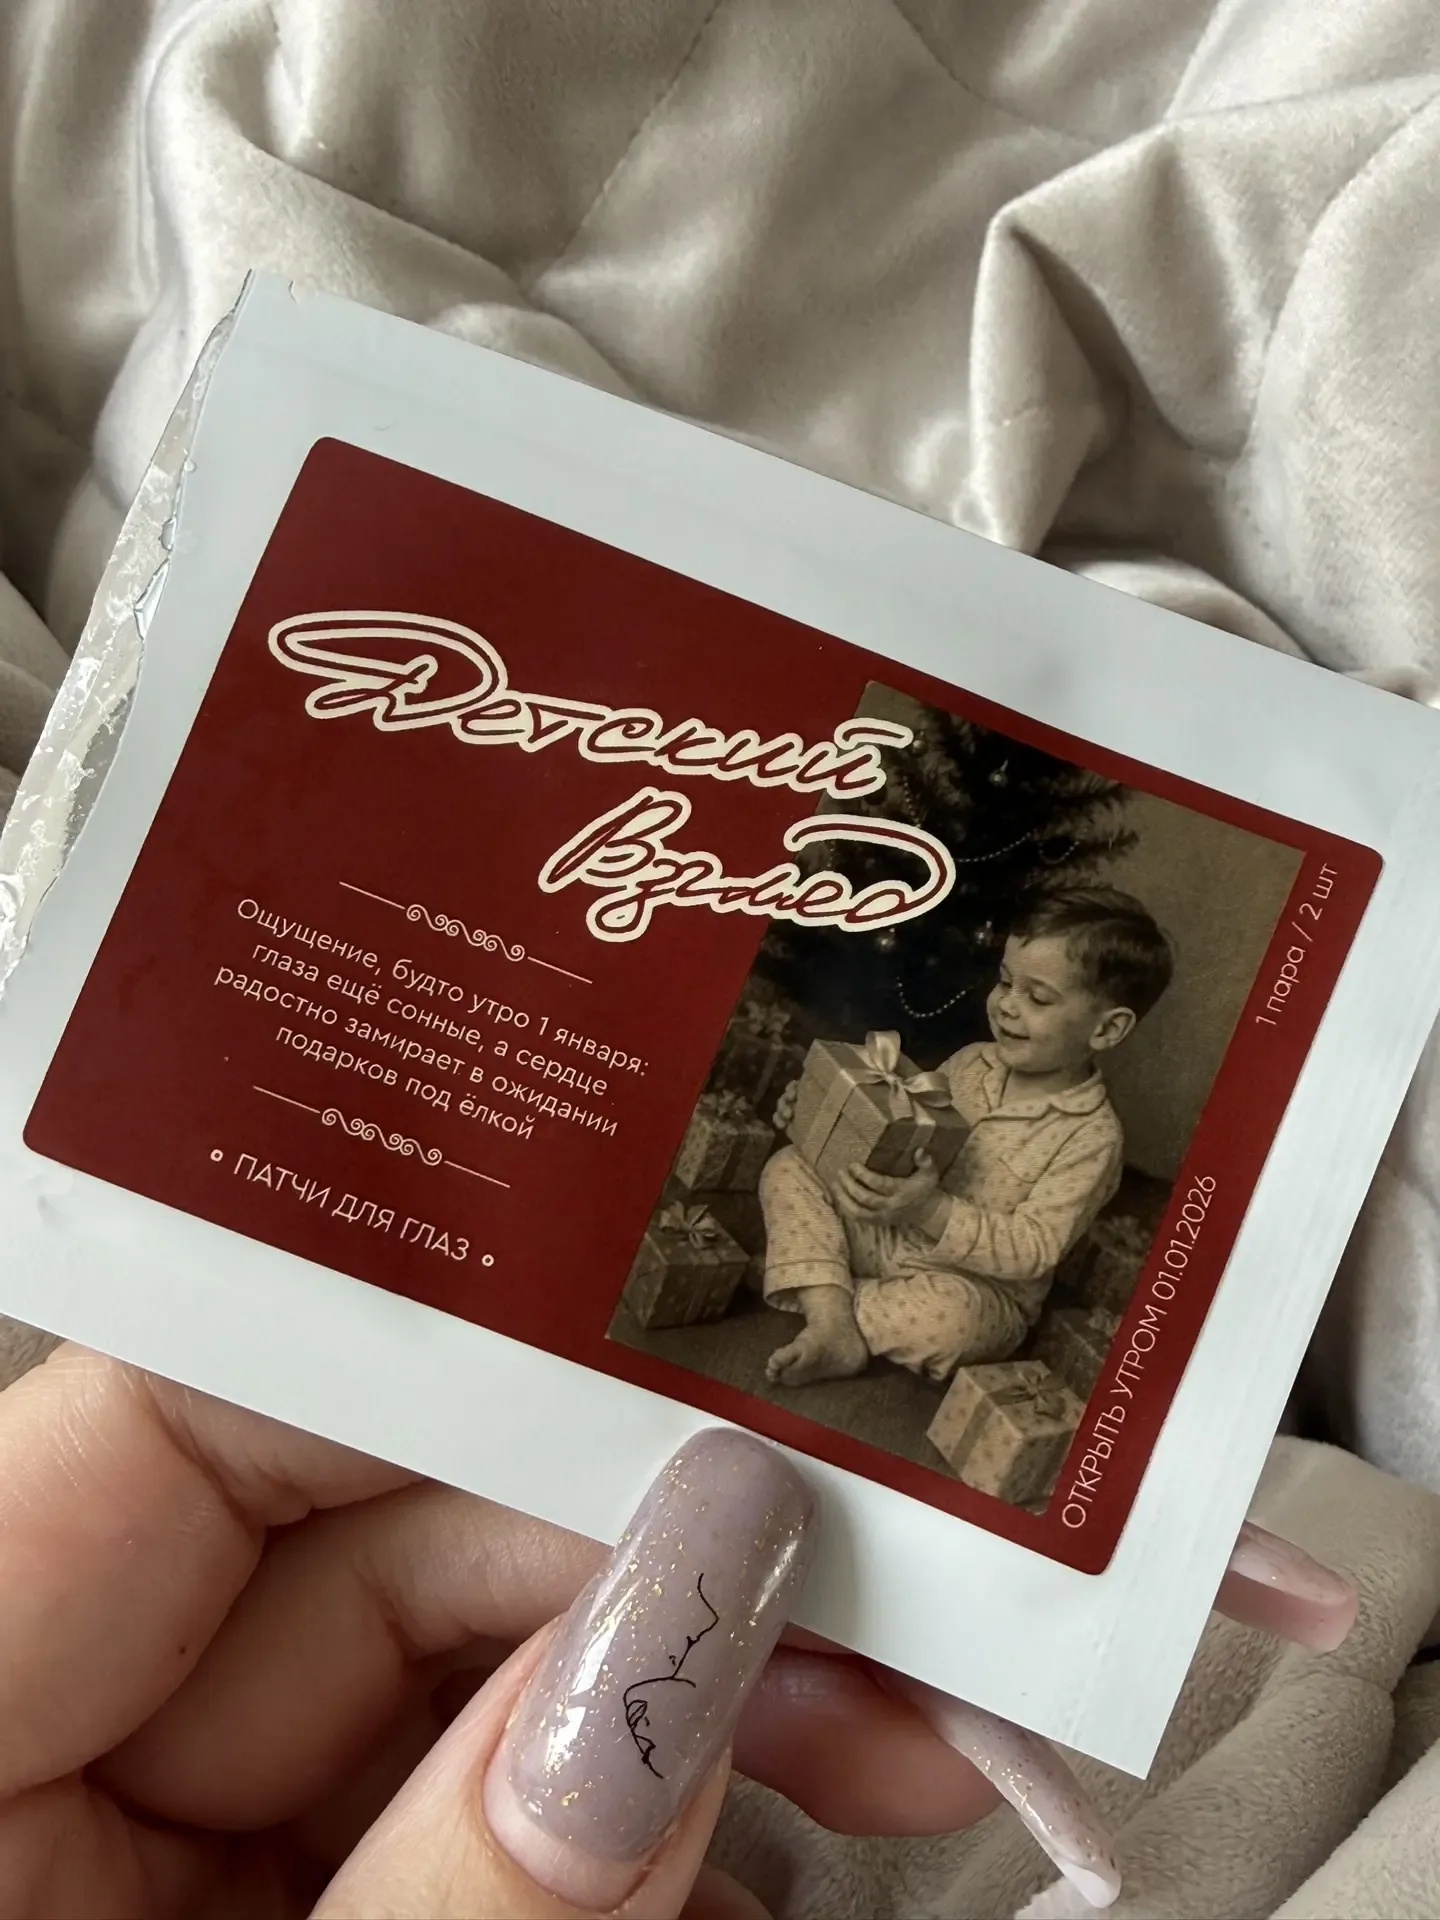 Детский
Взгляд
Ощущение, будто утро 1 января:
глаза ещё сонные, а сердце
радостно замирает в ожидании
подарков под ёлкой
• ПАТЧИ ДЛЯ ГЛАЗ •
1 пара / 2 шт
ОТКРЫТЬ УТРОМ 01.01.2026